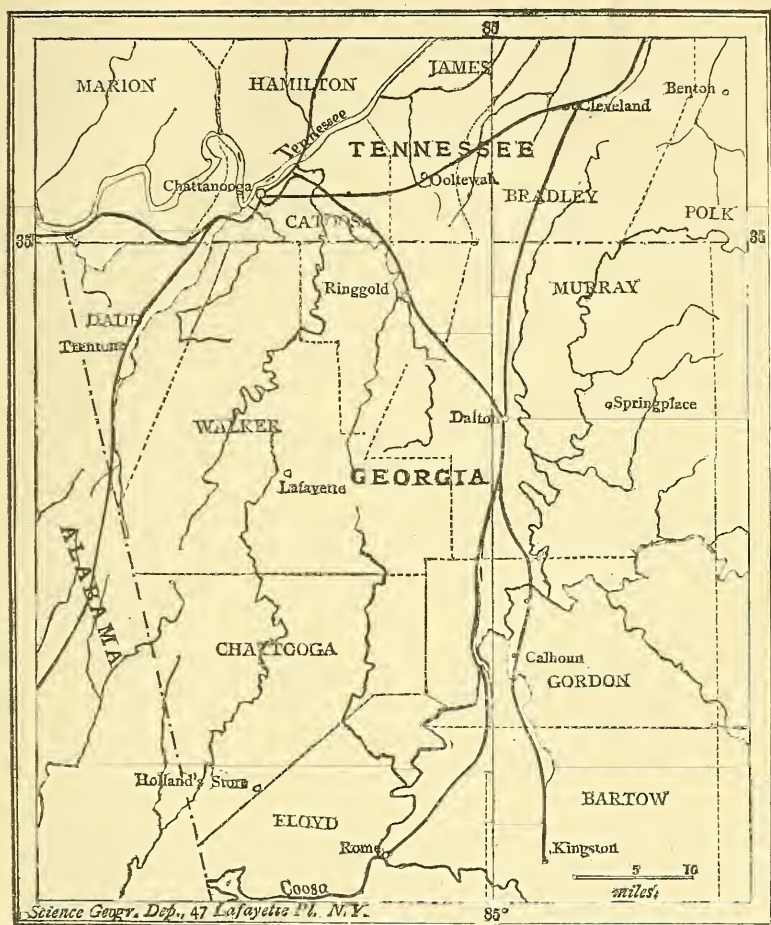 85
MARION
HAMILTON
JAMES
Benton
Cleveland
Tennessee
TENNESSEE
Chattanooga
Ooltewah
BRADLEY
CATOOSA
POLK
35
35
Ringgold
MURRAY
DADE
Trenton
Springplace
Dalton
WALKER
Lafayette
GEORGIA
ALABAMA
CHATTOOGA
Calhoun
GORDON
Holland's Store
BARTOW
FLOYD
Rome
Kingston
5 10
miles.
Coosa
Science Geogr. Dep., 47 Lafayette Pl. N.Y.
85°